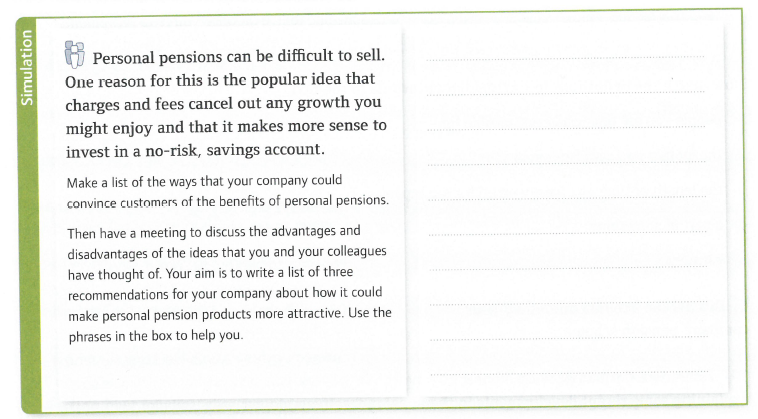 Simulation
Personal pensions can be difficult to sell.
One reason for this is the popular idea that
charges and fees cancel out any growth you
might enjoy and that it makes more sense to
invest in a no-risk, savings account.
Make a list of the ways that your company could
convince customers of the benefits of personal pensions.
Then have a meeting to discuss the advantages and
disadvantages of the ideas that you and your colleagues
have thought of. Your aim is to write a list of three
recommendations for your company about how it could
make personal pension products more attractive. Use the
phrases in the box to help you.